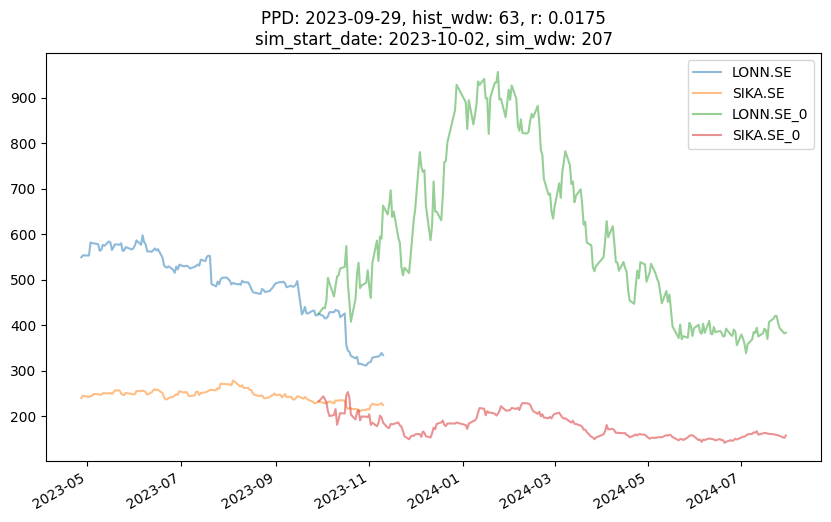 PPD: 2023-09-29, hist_wdw: 63, r: 0.0175
sim_start_date: 2023-10-02, sim_wdw: 207
LONN.SE
SIKA.SE
LONN.SE_0
SIKA.SE_0
900
800
700
600
500
400
300
200
2023-05
2023-07
2023-09
2023-11
2024-01
2024-03
2024-05
2024-07